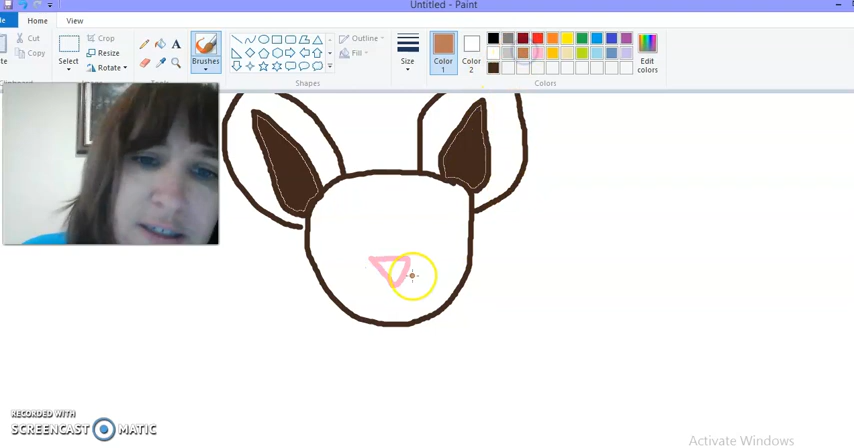 Untitled - Paint
Home View
Cut
Copy
Select
Crop
Resize
Rotate
Brushes
Outline
Fill
Shapes
Size
Color
1
Color
2
Edit
colors
Colors
RECORDED WITH
SCREENCAST MATIC
Activate Windows